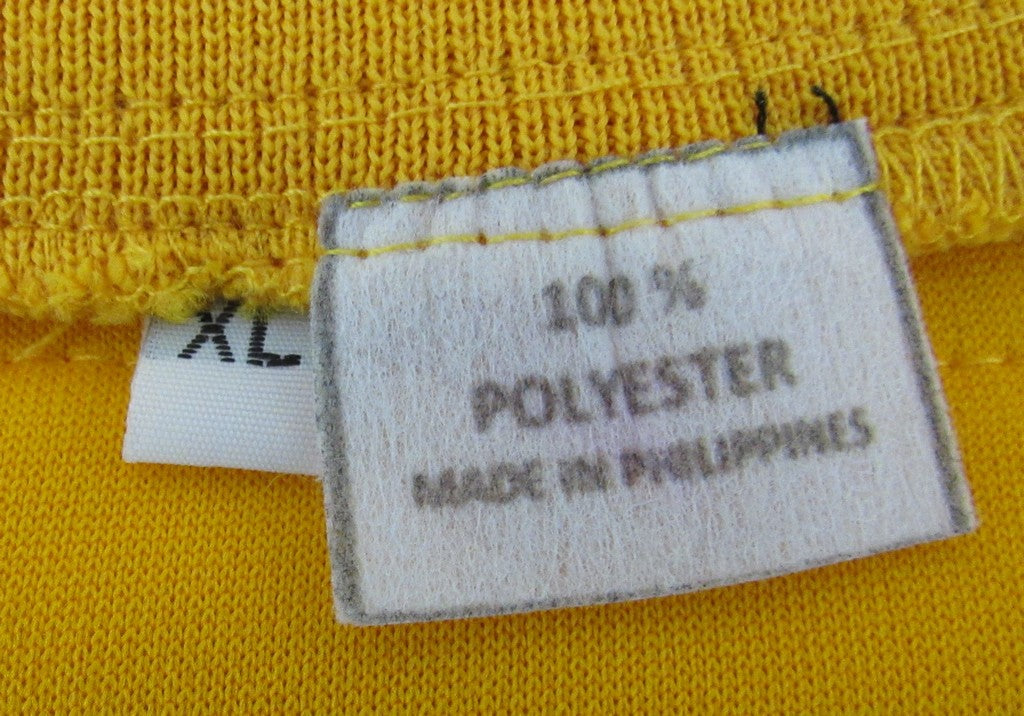 XL
100 %
POLYESTER
MADE IN PHILIPPINES